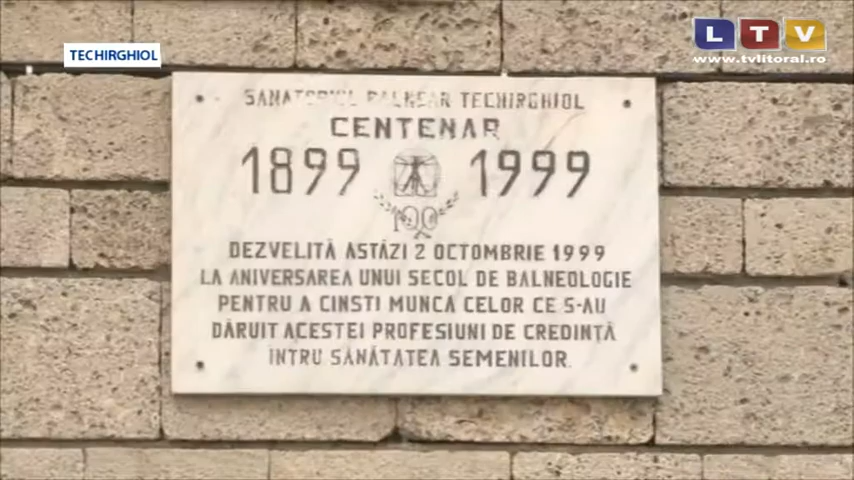 LTV
www.tvlitoral.ro
TECHIRGHIOL
SANATORIUL BALNEAR TECHIRGHIOL
CENTENAR
1899 1999
100
DEZVELITĂ ASTĂZI 2 OCTOMBRIE 1999
LA ANIVERSAREA UNUI SECOL DE BALNEOLOGIE
PENTRU A CINSTI MUNCA CELOR CE S-AU
DĂRUIT ACESTEI PROFESIUNI DE CREDINȚĂ
ÎNTRU SĂNĂTATEA SEMENILOR.